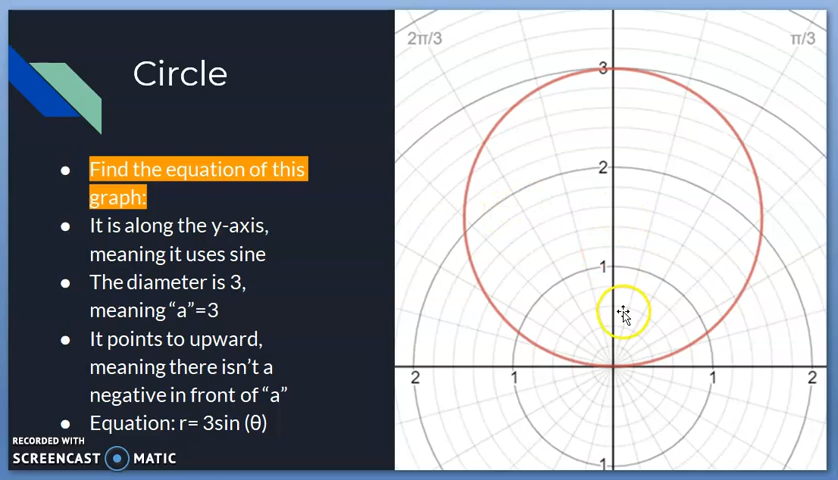 Circle
Find the equation of this
graph:
It is along the y-axis,
meaning it uses sine
The diameter is 3,
meaning “a”=3
It points to upward,
meaning there isn’t a
negative in front of “a”
Equation: r= 3sin (θ)
RECORDED WITH
SCREENCAST MATIC
2π/3
π/3
3
2
1
2
1
1
2
1